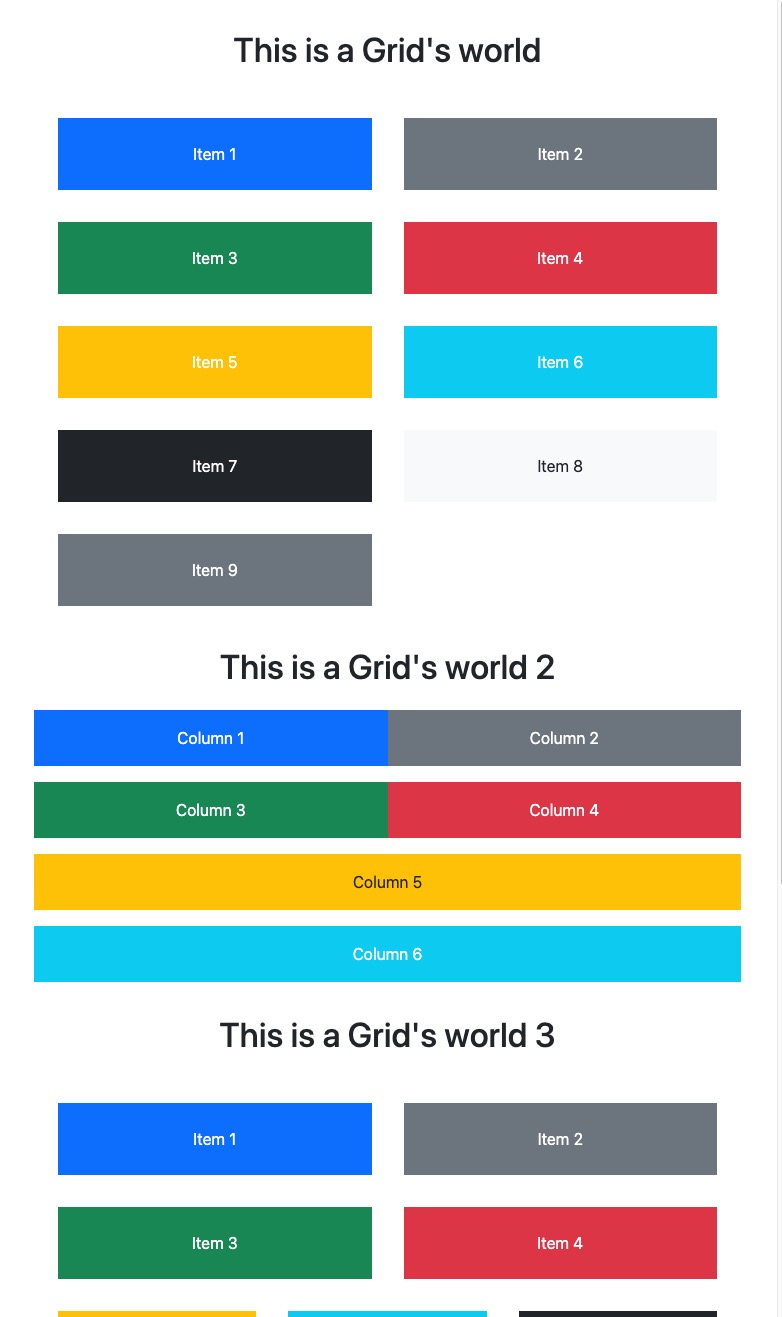 This is a Grid's world
Item 1
Item 2
Item 3
Item 4
Item 5
Item 6
Item 7
Item 8
Item 9
This is a Grid's world 2
Column 1
Column 2
Column 3
Column 4
Column 5
Column 6
This is a Grid's world 3
Item 1
Item 2
Item 3
Item 4